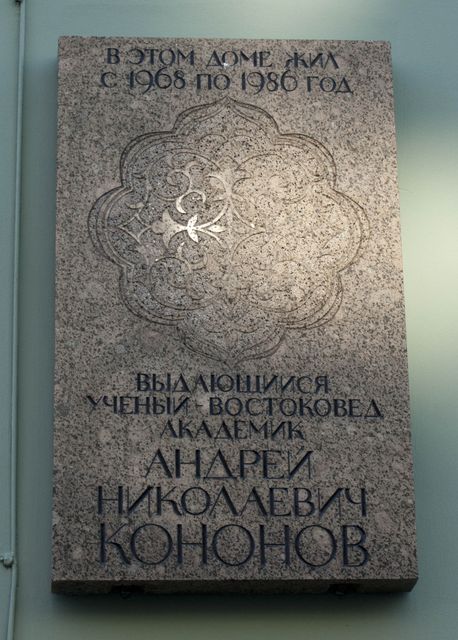 В ЭТОМ ДОМЕ ЖИЛ
С 1968 ПО 1986 ГОД
ВЫДАЮЩИЙСЯ
УЧЕНЫЙ-ВОСТОКОВЕД
АКАДЕМИК
АНДРЕЙ
НИКОЛАЕВИЧ
КОНОНОВ